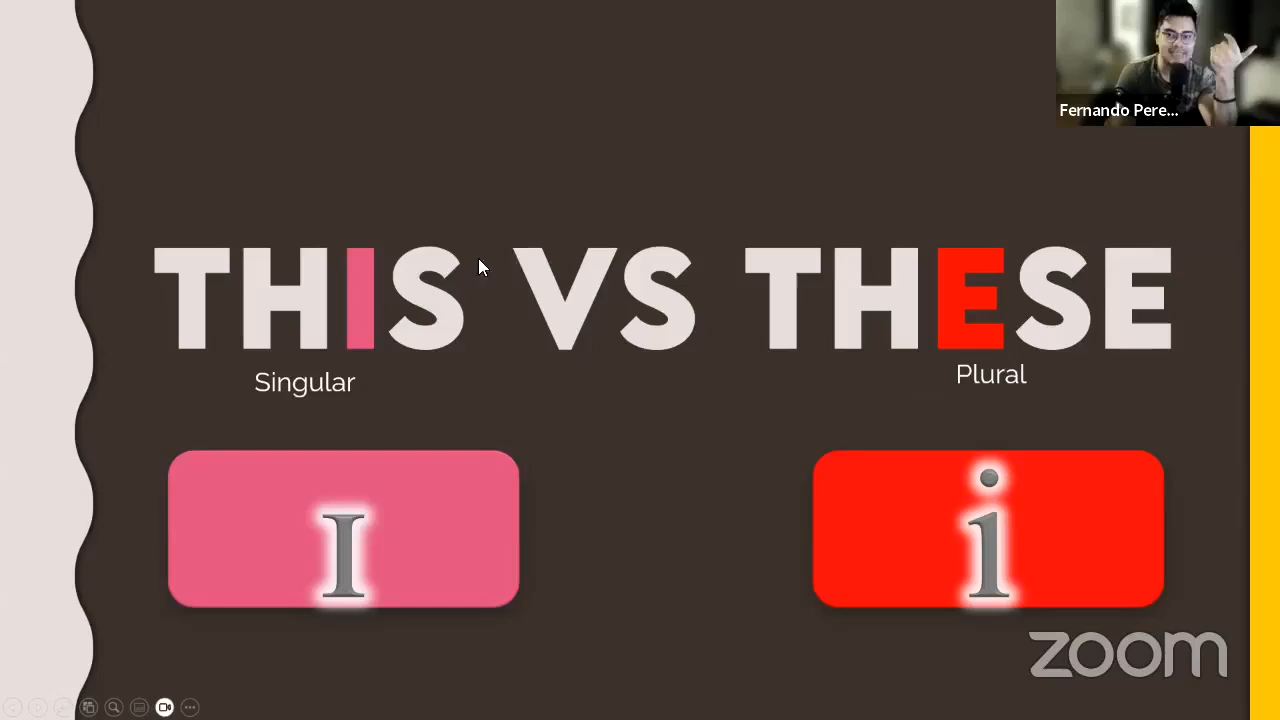 Fernando Pere...
THIS VS THESE
Singular
Plural
ɪ
i
zoom